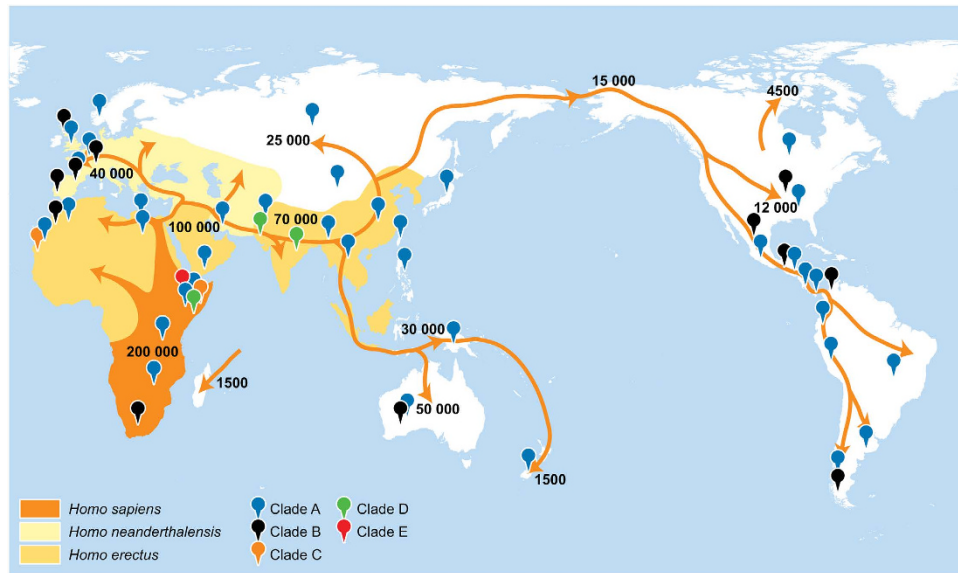 15 000
4500
25 000
40 000
12 000
70 000
100 000
30 000
200 000
1500
50 000
1500
Homo sapiens
Homo neanderthalensis
Homo erectus
Clade A
Clade B
Clade C
Clade D
Clade E